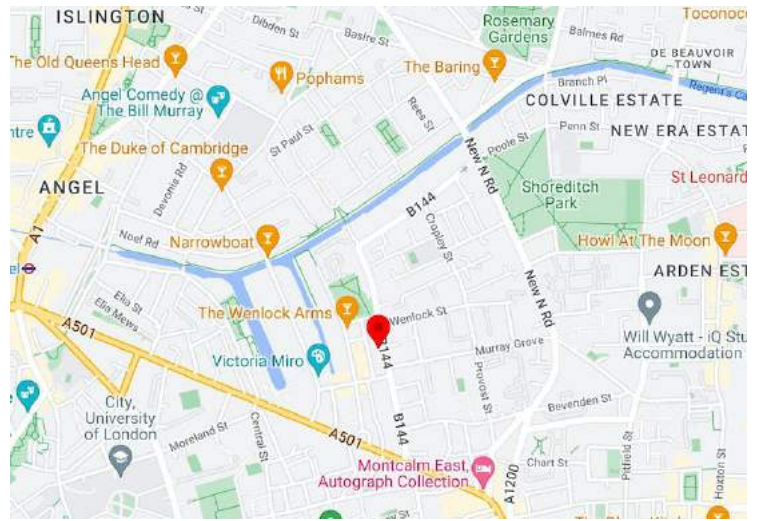 ISLINGTON
Dibden St
Basire St
Rosemary
Gardens
Balmes Rd
Toconoco
The Old Queens Head
Pophams
The Baring
DE BEAUVOIR
TOWN
Branch Pl
Regent's Ca
Angel Comedy @
The Bill Murray
COLVILLE ESTATE
Rees St
Penn St
NEW ERA ESTAT
ntre
St Paul St
The Duke of Cambridge
Poole St
New N Rd
ANGEL
Devonia Rd
Shoreditch
Park
St Leonard
B144
A1
Noel Rd
Narrowboat
Cropley St
Howl At The Moon
el
New N Rd
ARDEN EST
Elia St
Elia Mews
The Wenlock Arms
Wenlock St
A501
B144
Will Wyatt - iQ Stu
Accommodation
Victoria Miro
Murray Grove
Provost St
City,
University
of London
Bevenden St
Moreland St
Central St
A501
B144
Montcalm East,
Autograph Collection
Chart St
Pitfield St
Hoxton St
A1200